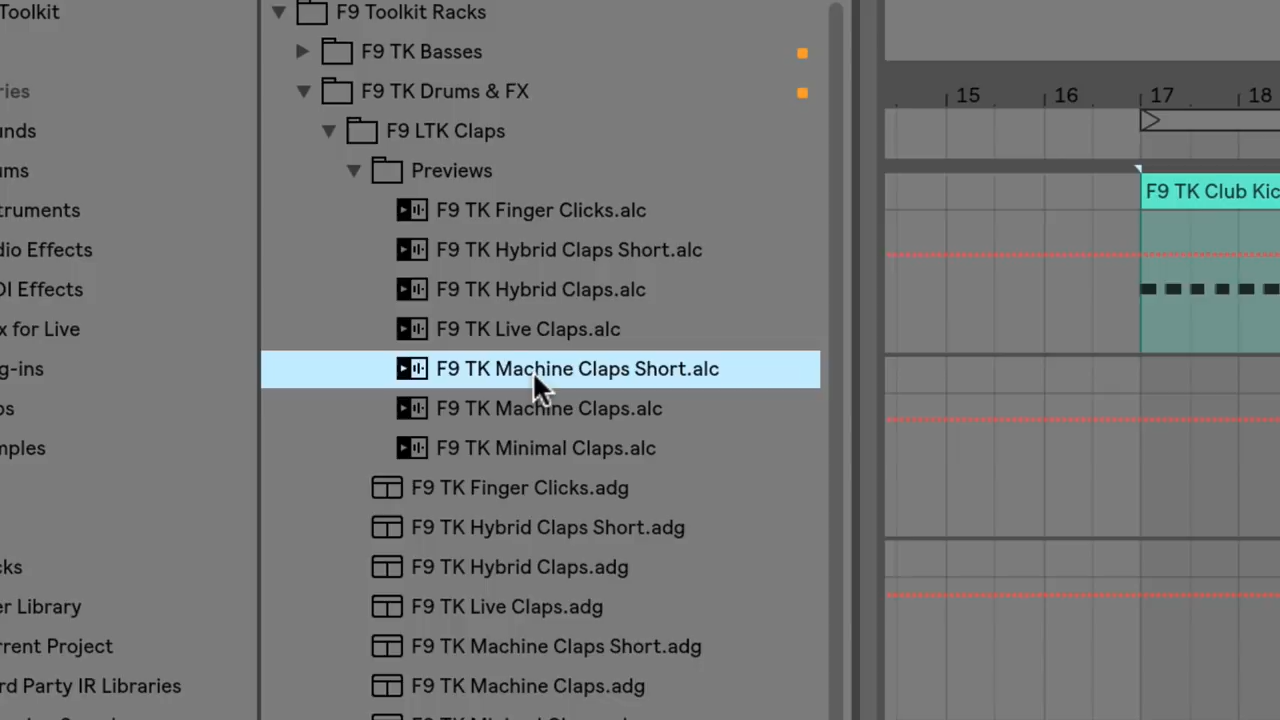 Toolkit
ries
unds
ums
truments
dio Effects
DI Effects
x for Live
g-ins
os
mples
cks
er Library
rrent Project
rd Party IR Libraries
F9 Toolkit Racks
F9 TK Basses
F9 TK Drums & FX
F9 LTK Claps
Previews
F9 TK Finger Clicks.alc
F9 TK Hybrid Claps Short.alc
F9 TK Hybrid Claps.alc
F9 TK Live Claps.alc
F9 TK Machine Claps Short.alc
F9 TK Machine Claps.alc
F9 TK Minimal Claps.alc
F9 TK Finger Clicks.adg
F9 TK Hybrid Claps Short.adg
F9 TK Hybrid Claps.adg
F9 TK Live Claps.adg
F9 TK Machine Claps Short.adg
F9 TK Machine Claps.adg
15 16 17 18
F9 TK Club Kic